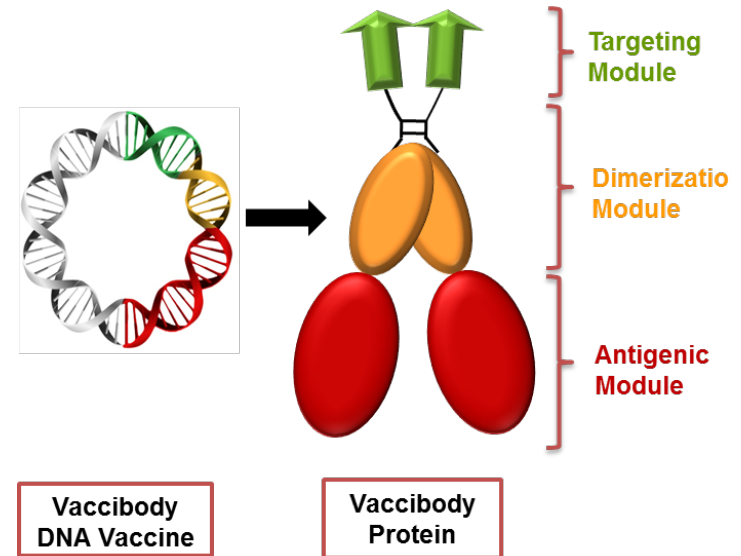 Targeting
Module
Dimerizatio
Module
Antigenic
Module
Vaccibody
DNA Vaccine
Vaccibody
Protein